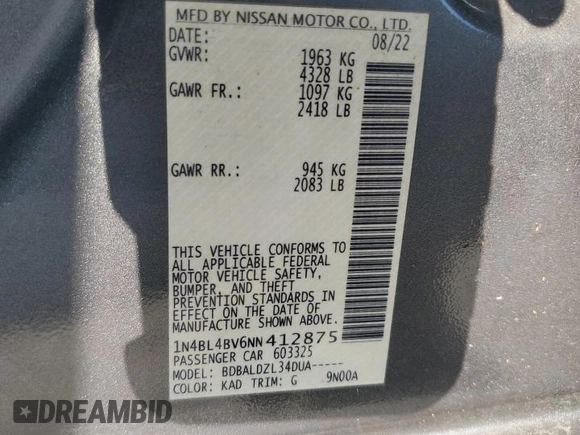 MFD BY NISSAN MOTOR CO., LTD.
DATE: 08/22
GVWR: 1963 KG
4328 LB
GAWR FR.: 1097 KG
2418 LB
GAWR RR.: 945 KG
2083 LB
THIS VEHICLE CONFORMS TO
ALL APPLICABLE FEDERAL
MOTOR VEHICLE SAFETY,
BUMPER, AND THEFT
PREVENTION STANDARDS IN
EFFECT ON THE DATE OF
MANUFACTURE SHOWN ABOVE.
1N4BL4BV6NN412875
PASSENGER CAR 603325
MODEL: BDBALDZL34DUA-----
COLOR: KAD TRIM: G 9N00A
DREAMBID